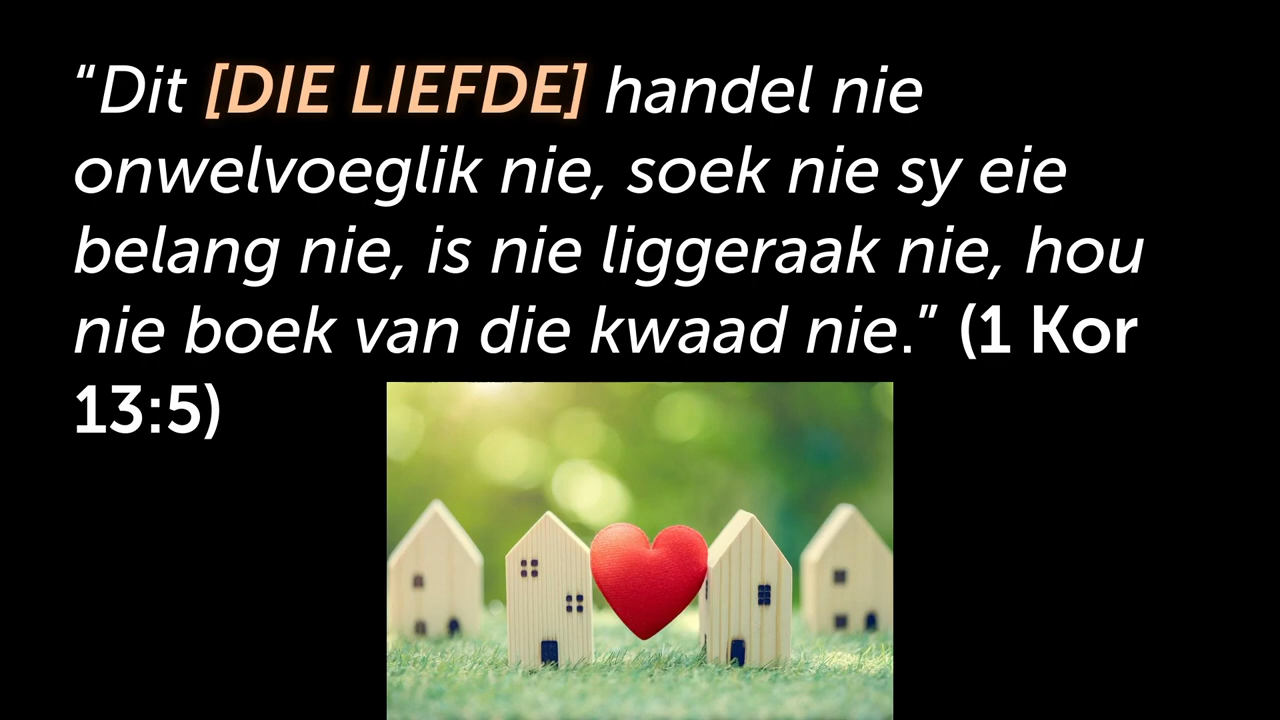 “Dit [DIE LIEFDE] handel nie
onwelvoeglik nie, soek nie sy eie
belang nie, is nie liggeraak nie, hou
nie boek van die kwaad nie.” (1 Kor
13:5)